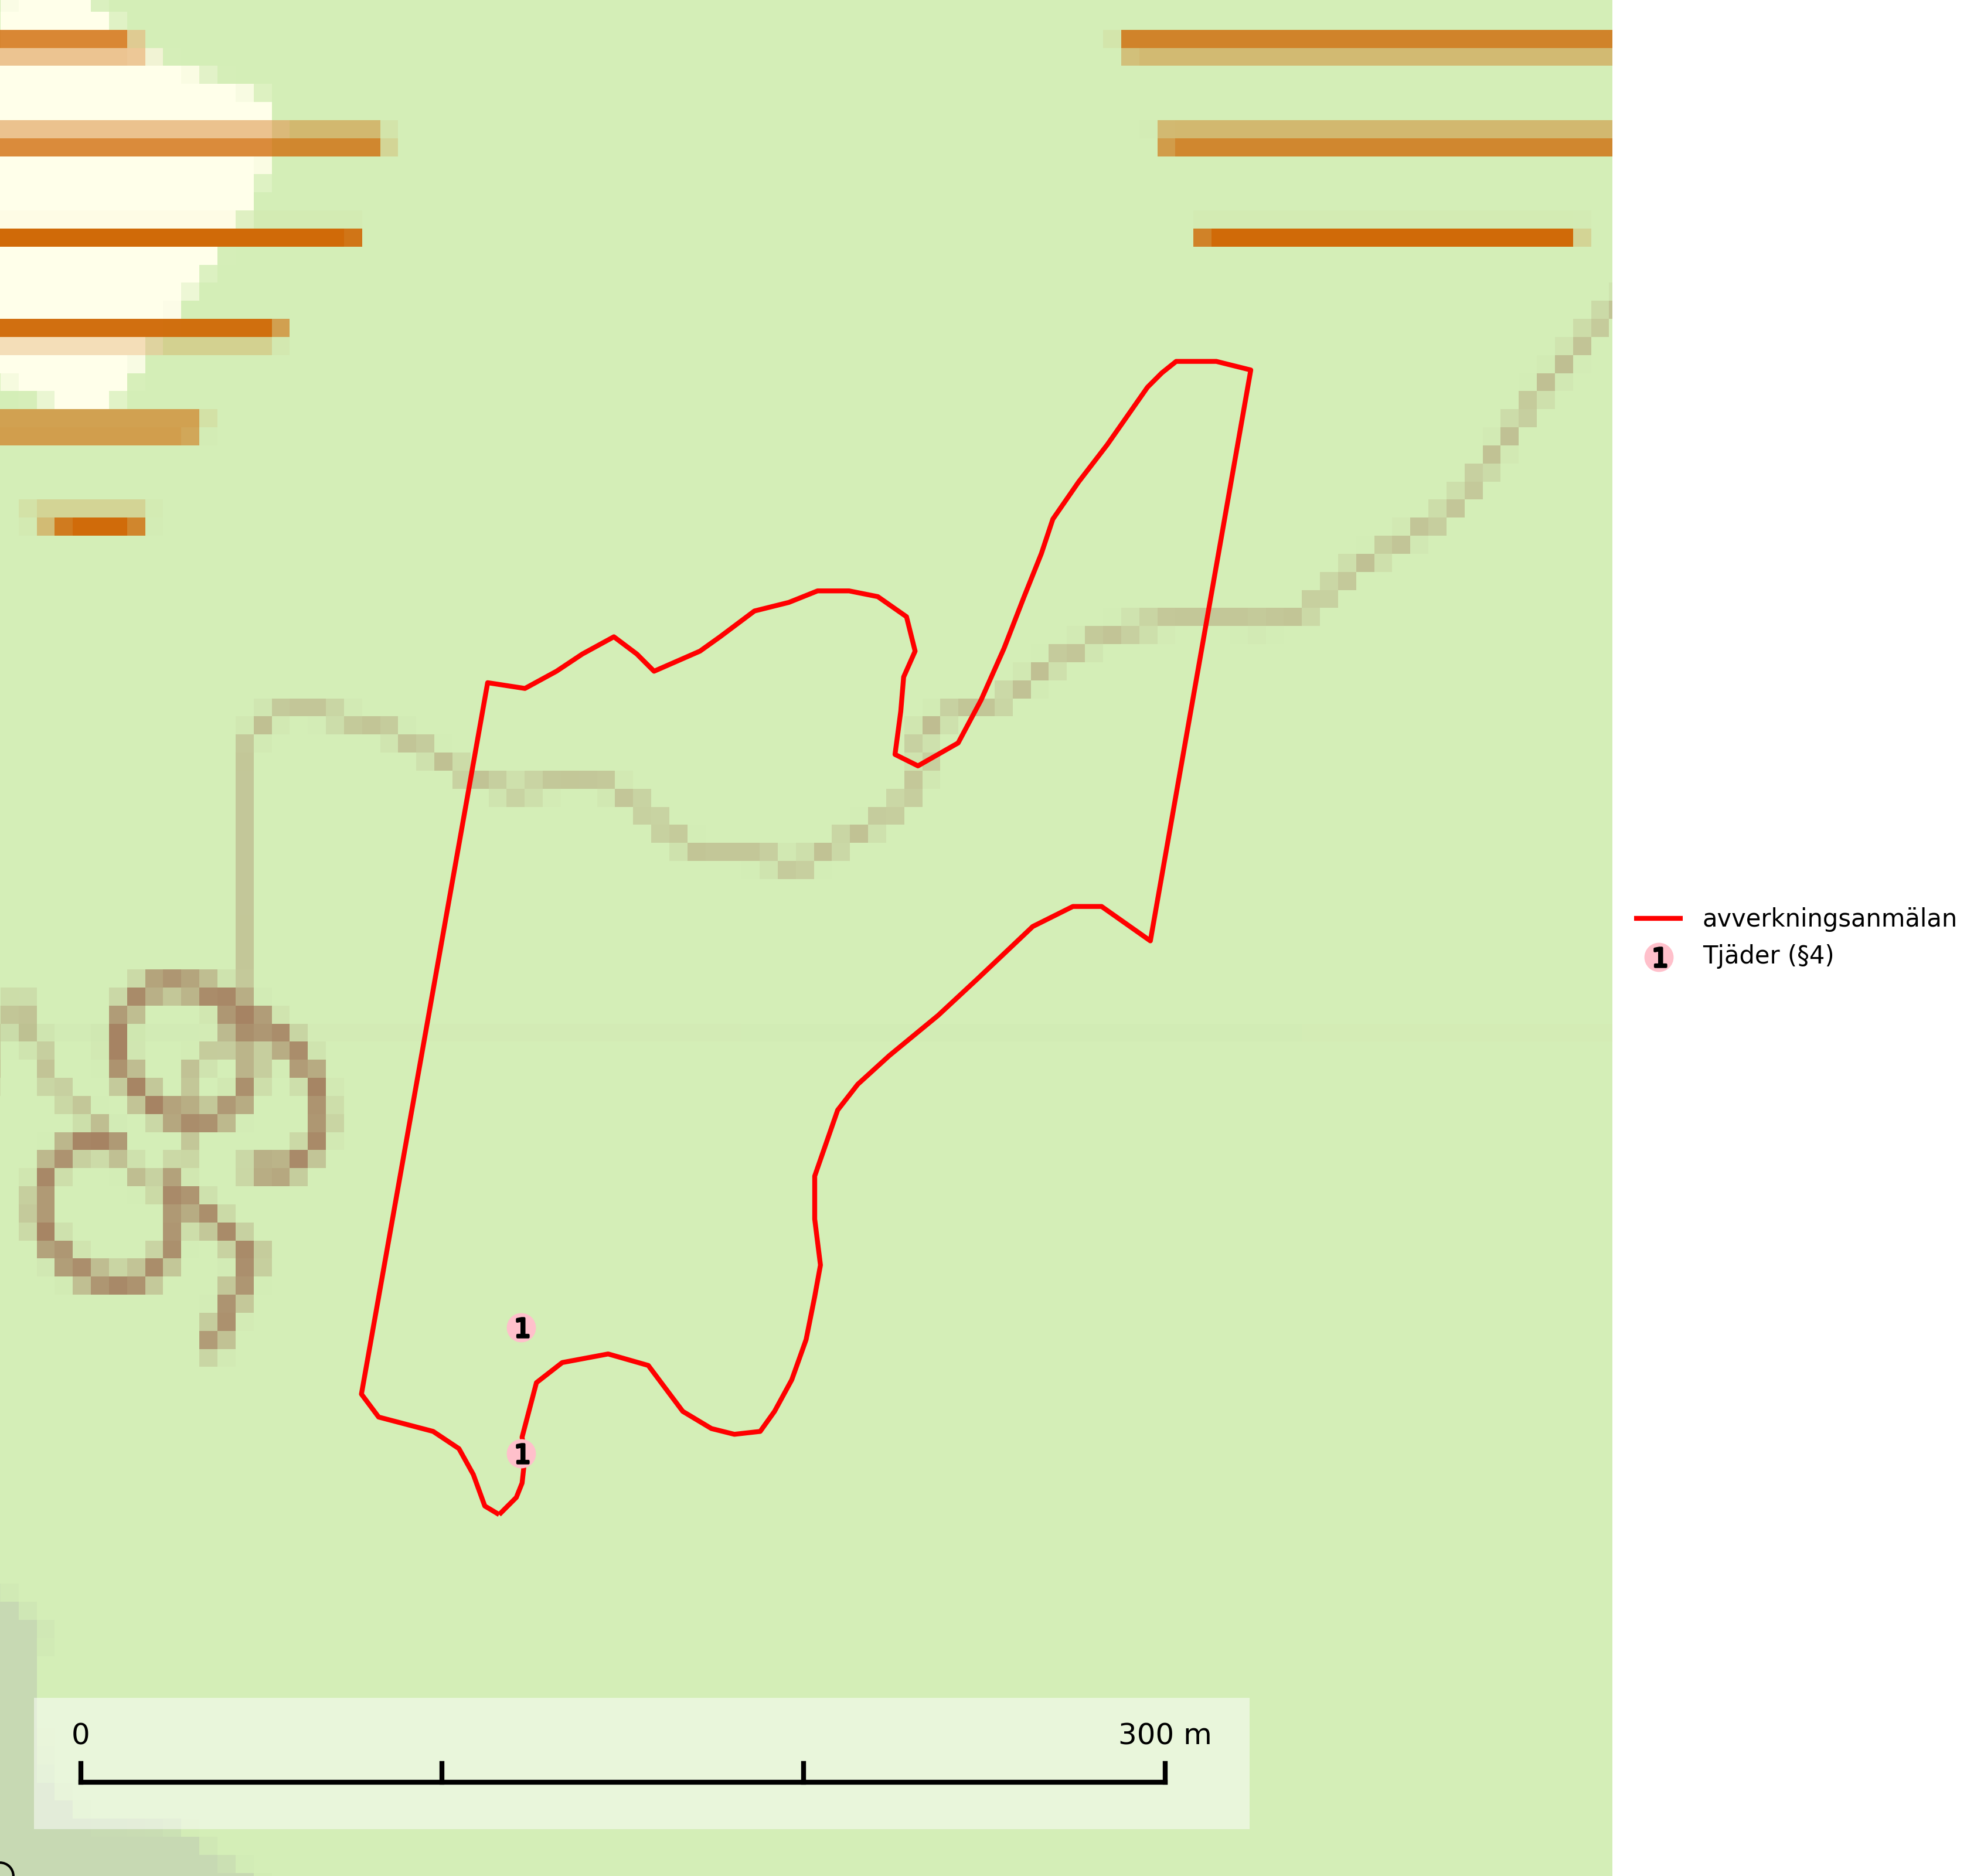 avverkningsanmälan
1 Tjäder (§4)
1
1
0 300 m